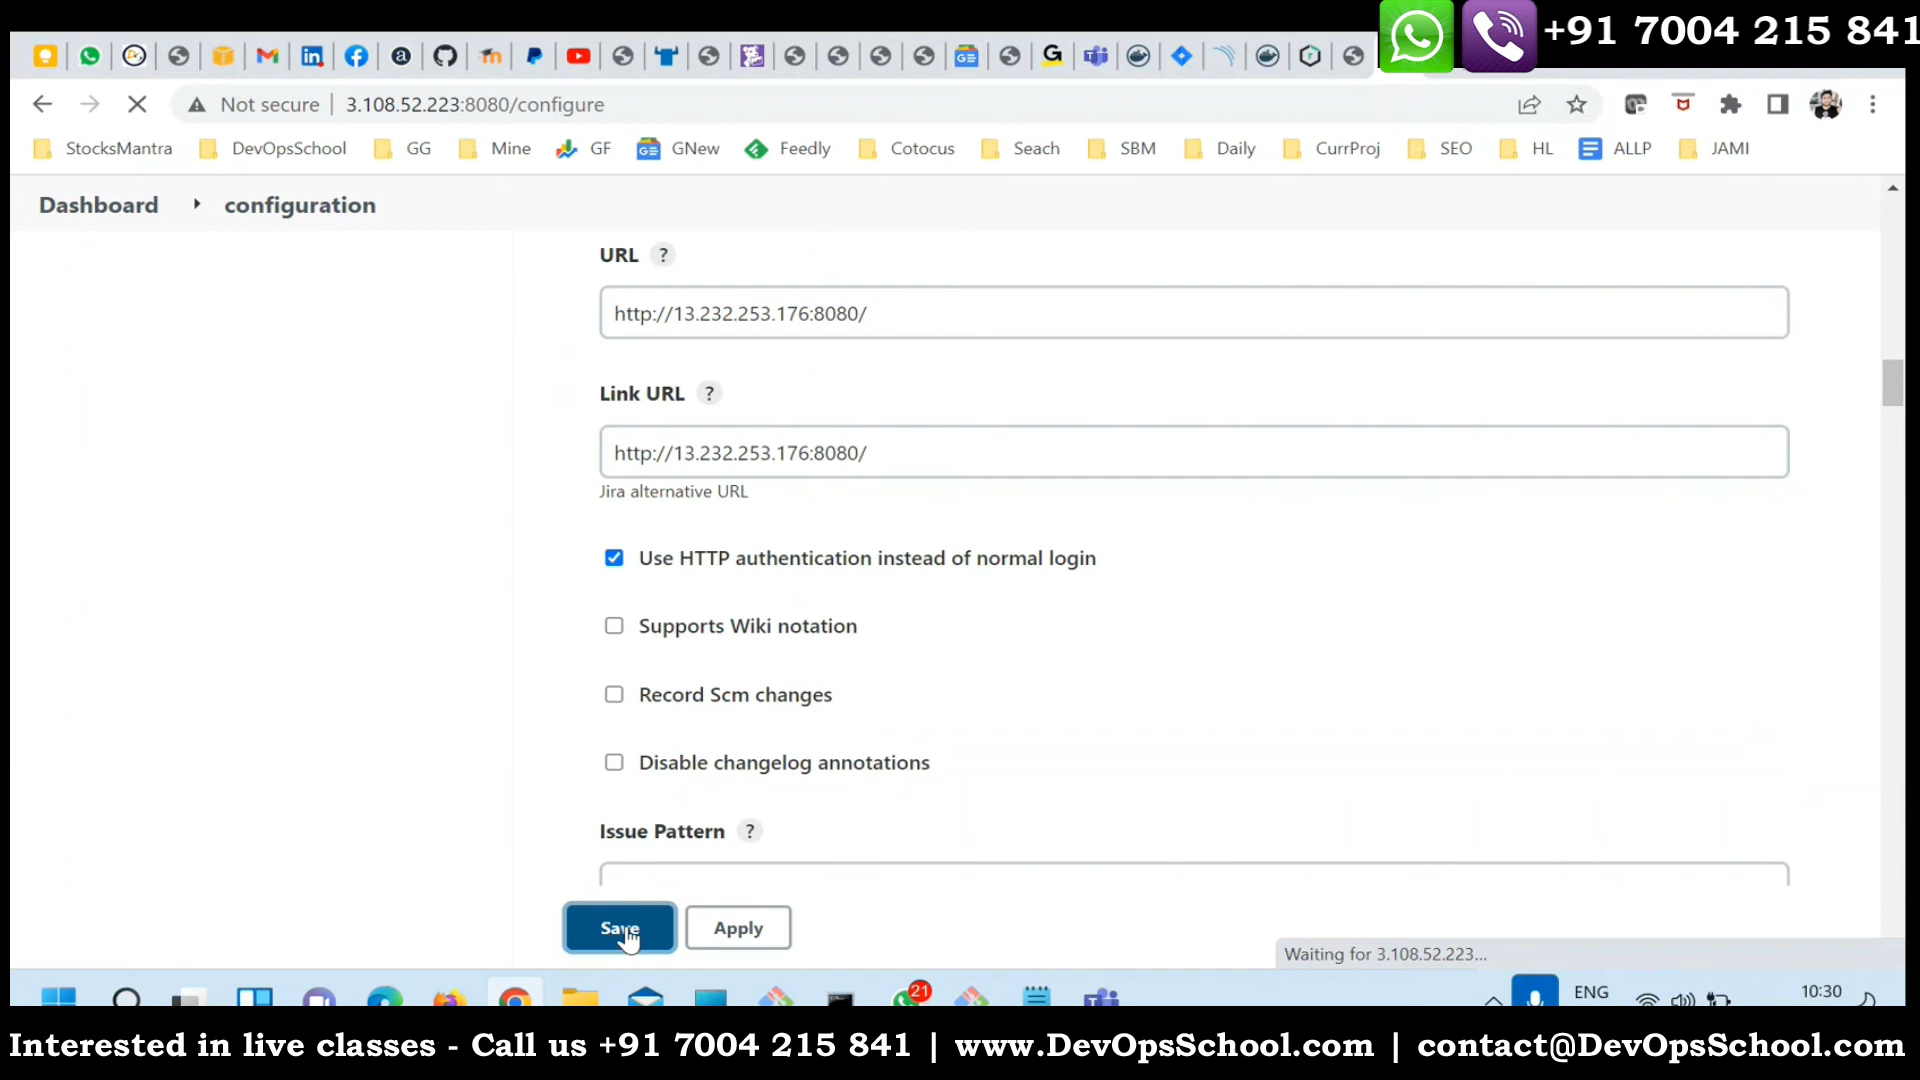 +91 7004 215 841
Not secure | 3.108.52.223:8080/configure
StocksMantra DevOpsSchool GG Mine GF GNew Feedly Cotocus Seach SBM Daily CurrProj SEO HL ALLP JAMI
Dashboard configuration
URL ?
http://13.232.253.176:8080/
Link URL ?
http://13.232.253.176:8080/
Jira alternative URL
Use HTTP authentication instead of normal login
Supports Wiki notation
Record Scm changes
Disable changelog annotations
Issue Pattern ?
Save Apply
Waiting for 3.108.52.223...
21 ENG 10:30
Interested in live classes - Call us +91 7004 215 841 | www.DevOpsSchool.com | contact@DevOpsSchool.com